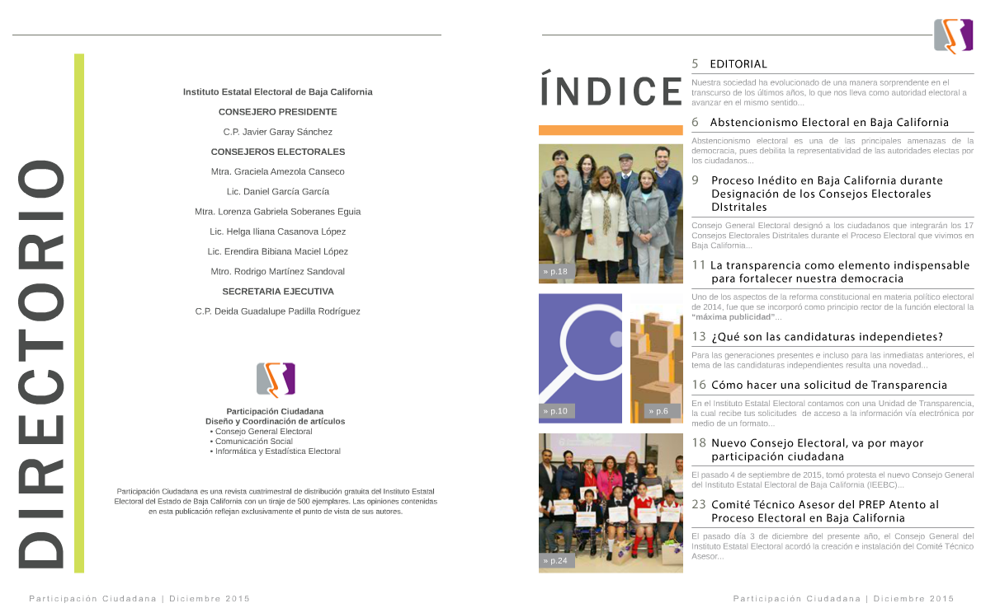 DIRECTORIO
Instituto Estatal Electoral de Baja California
CONSEJERO PRESIDENTE
C.P. Javier Garay Sánchez
CONSEJEROS ELECTORALES
Mtra. Graciela Amezola Canseco
Lic. Daniel García García
Mtra. Lorenza Gabriela Soberanes Eguia
Lic. Helga Iliana Casanova López
Lic. Erendira Bibiana Maciel López
Mtro. Rodrigo Martínez Sandoval
SECRETARIA EJECUTIVA
C.P. Deida Guadalupe Padilla Rodríguez
Participación Ciudadana
Diseño y Coordinación de artículos
• Consejo General Electoral
• Comunicación Social
• Informática y Estadística Electoral
Participación Ciudadana es una revista cuatrimestral de distribución gratuita del Instituto Estatal
Electoral del Estado de Baja California con un tiraje de 500 ejemplares. Las opiniones contenidas
en esta publicación reflejan exclusivamente el punto de vista de sus autores.
Participación Ciudadana | Diciembre 2015
ÍNDICE
» p.18
» p.10
» p.6
» p.24
5 EDITORIAL
Nuestra sociedad ha evolucionado de una manera sorprendente en el
transcurso de los últimos años, lo que nos lleva como autoridad electoral a
avanzar en el mismo sentido...
6 Abstencionismo Electoral en Baja California
Abstencionismo electoral es una de las principales amenazas de la
democracia, pues debilita la representatividad de las autoridades electas por
los ciudadanos...
9 Proceso Inédito en Baja California durante
Designación de los Consejos Electorales
DIstritales
Consejo General Electoral designó a los ciudadanos que integrarán los 17
Consejos Electorales Distritales durante el Proceso Electoral que vivimos en
Baja California...
11 La transparencia como elemento indispensable
para fortalecer nuestra democracia
Uno de los aspectos de la reforma constitucional en materia político electoral
de 2014, fue que se incorporó como principio rector de la función electoral la
“máxima publicidad”...
13 ¿Qué son las candidaturas independietes?
Para las generaciones presentes e incluso para las inmediatas anteriores, el
tema de las candidaturas independientes resulta una novedad...
16 Cómo hacer una solicitud de Transparencia
En el Instituto Estatal Electoral contamos con una Unidad de Transparencia,
la cual recibe tus solicitudes de acceso a la información vía electrónica por
medio de un formato...
18 Nuevo Consejo Electoral, va por mayor
participación ciudadana
El pasado 4 de septiembre de 2015, tomó protesta el nuevo Consejo General
del Instituto Estatal Electoral de Baja California (IEEBC)...
23 Comité Técnico Asesor del PREP Atento al
Proceso Electoral en Baja California
El pasado día 3 de diciembre del presente año, el Consejo General del
Instituto Estatal Electoral acordó la creación e instalación del Comité Técnico
Asesor...
Participación Ciudadana | Diciembre 2015